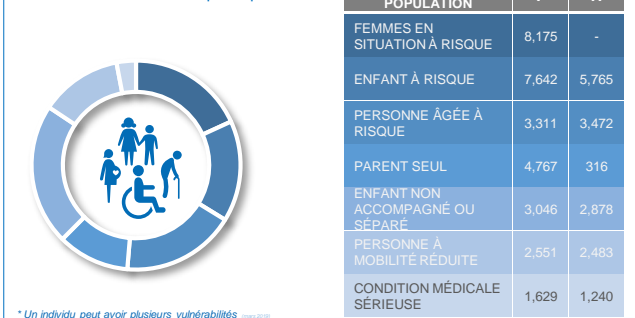 POPULATION
FEMMES EN
SITUATION À RISQUE
8,175
-
ENFANT À RISQUE
7,642
5,765
PERSONNE ÂGÉE À
RISQUE
3,311
3,472
PARENT SEUL
4,767
316
ENFANT NON
ACCOMPAGNÉ OU
SÉPARÉ
3,046
2,878
PERSONNE À
MOBILITÉ RÉDUITE
2,551
2,483
CONDITION MÉDICALE
SÉRIEUSE
1,629
1,240
* Un individu peut avoir plusieurs vulnérabilités